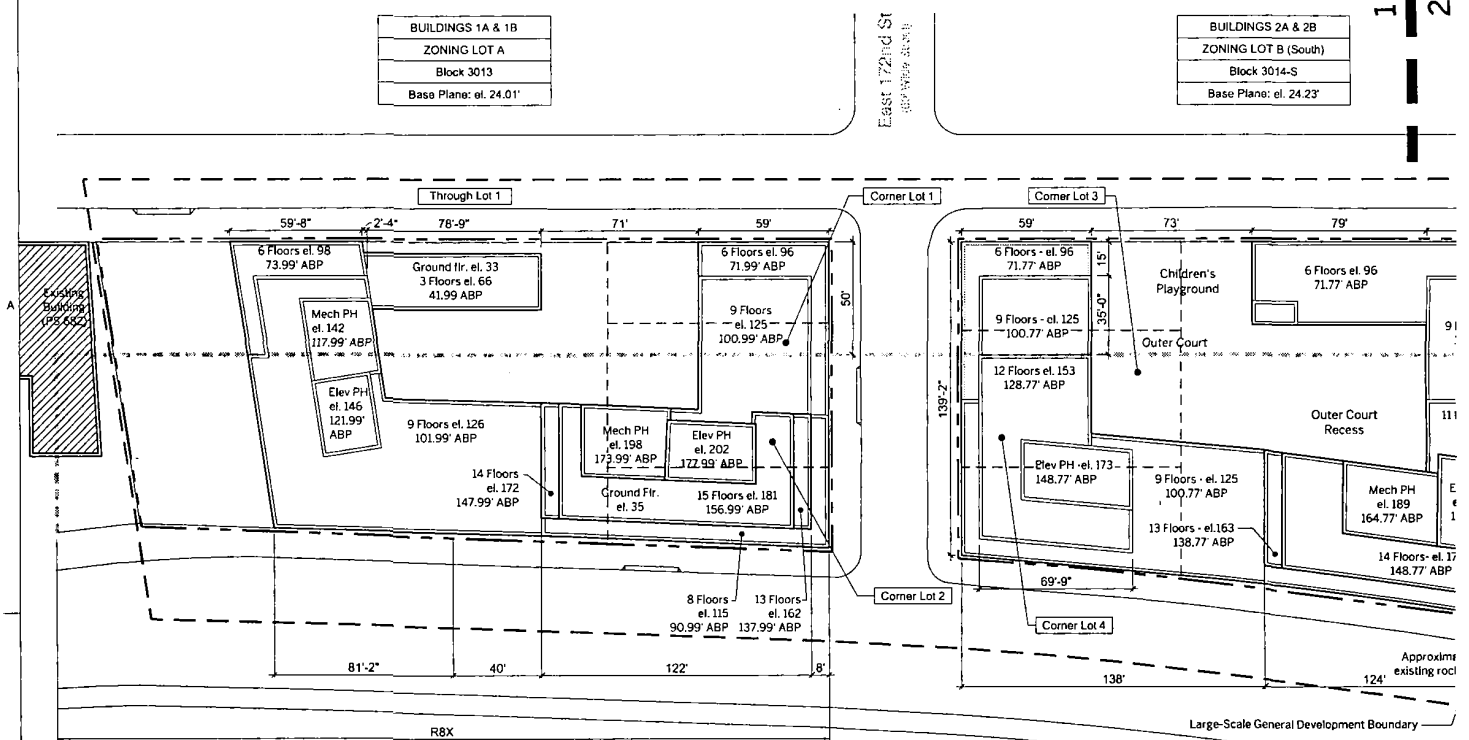 BUILDINGS 1A & 1B
ZONING LOT A
Block 3013
Base Plane: el. 24.01'
East 172nd St
BUILDINGS 2A & 2B
ZONING LOT B (South)
Block 3014-S
Base Plane: el. 24.23'
1
2
Through Lot 1
Corner Lot 1
Corner Lot 3
59'-8"
2'-4"
78'-9"
71'
59'
59'
73'
79'
6 Floors el. 98
73.99' ABP
Ground flr. el. 33
3 Floors el. 66
41.99 ABP
6 Floors el. 96
71.99' ABP
6 Floors - el. 96
71.77' ABP
15'
Children's
Playground
6 Floors el. 96
71.77' ABP
A
Existing
Building
(PS 682)
Mech PH
el. 142
117.99' ABP
9 Floors
el. 125
100.99' ABP
50'
9 Floors - el. 125
100.77' ABP
35'-0"
Outer Court
12 Floors el. 153
128.77' ABP
139'-2"
Elev PH
el. 146
121.99'
ABP
9 Floors el. 126
101.99' ABP
Mech PH
el. 198
173.99' ABP
Elev PH
el. 202
177.99' ABP
Outer Court
Recess
14 Floors
el. 172
147.99' ABP
Ground Flr.
el. 35
15 Floors el. 181
156.99' ABP
Elev PH - el. 173
148.77' ABP
9 Floors - el. 125
100.77' ABP
Mech PH
el. 189
164.77' ABP
13 Floors - el.163
138.77' ABP
14 Floors- el. 17
148.77' ABP
69'-9"
8 Floors
el. 115
90.99' ABP
13 Floors
el. 162
137.99' ABP
Corner Lot 2
Corner Lot 4
81'-2"
40'
122'
8'
138'
124'
Approxima
existing rocl
R8X
Large-Scale General Development Boundary